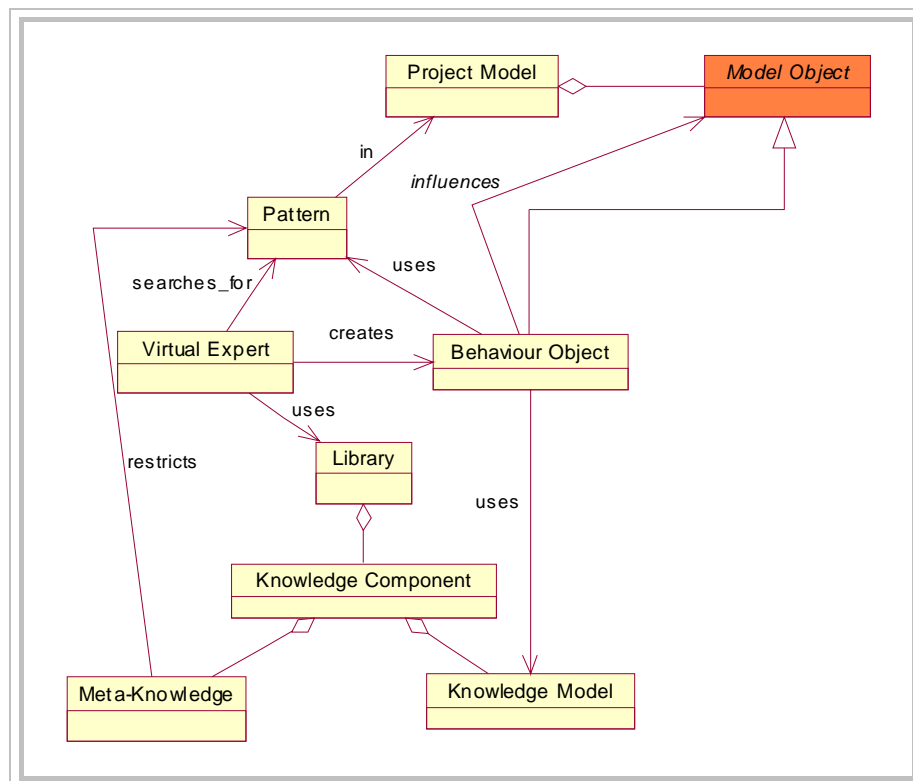 Project Model
Model Object
in
influences
Pattern
uses
searches_for
creates
Virtual Expert
Behaviour Object
uses
Library
restricts
uses
Knowledge Component
Meta-Knowledge
Knowledge Model